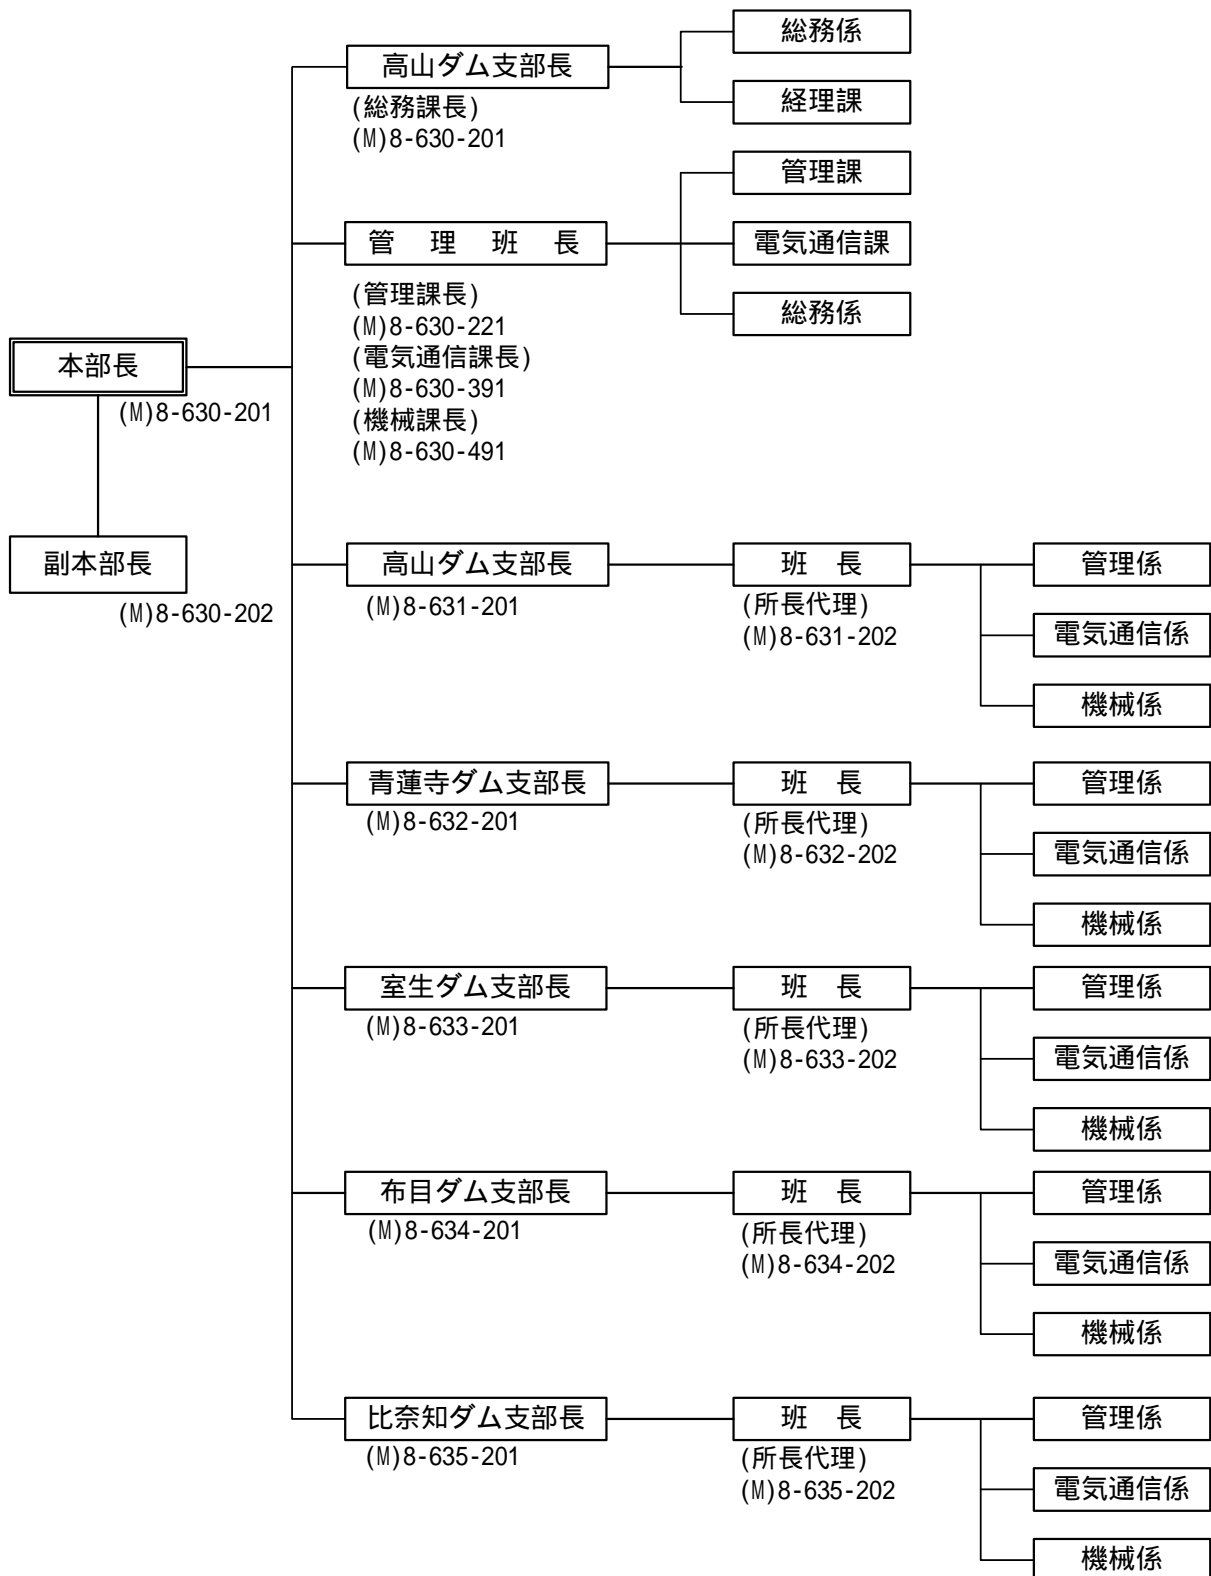 総務係
高山ダム支部長
経理課
(総務課長)
(M)8-630-201
管理課
管理班長
電気通信課
総務係
(管理課長)
(M)8-630-221
(電気通信課長)
(M)8-630-391
(機械課長)
(M)8-630-491
本部長
(M)8-630-201
副本部長
(M)8-630-202
高山ダム支部長
(M)8-631-201
班 長
(所長代理)
(M)8-631-202
管理係
電気通信係
機械係
青蓮寺ダム支部長
(M)8-632-201
班 長
(所長代理)
(M)8-632-202
管理係
電気通信係
機械係
室生ダム支部長
(M)8-633-201
班 長
(所長代理)
(M)8-633-202
管理係
電気通信係
機械係
布目ダム支部長
(M)8-634-201
班 長
(所長代理)
(M)8-634-202
管理係
電気通信係
機械係
比奈知ダム支部長
(M)8-635-201
班 長
(所長代理)
(M)8-635-202
管理係
電気通信係
機械係